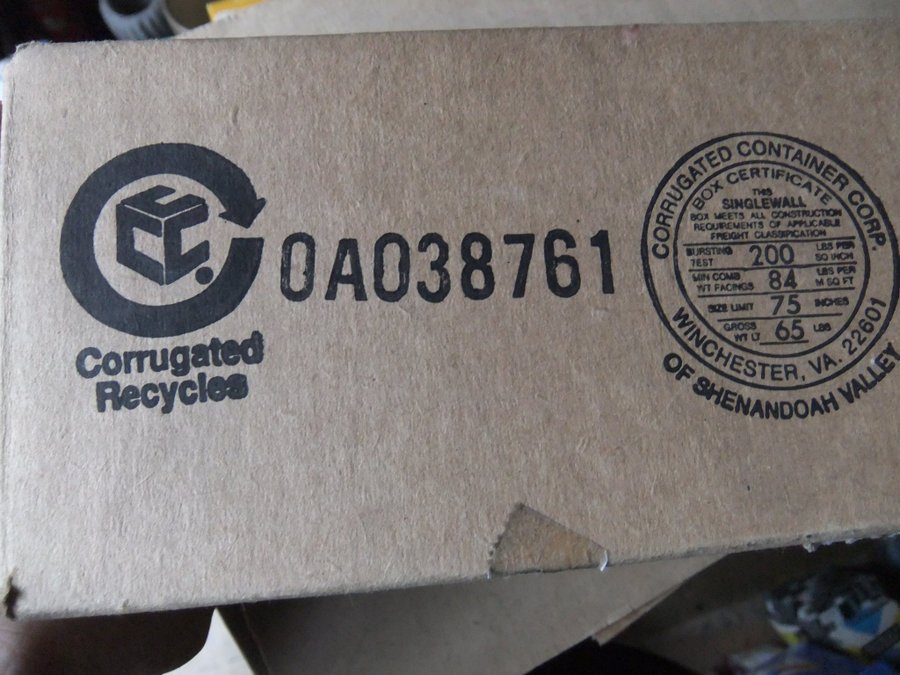 CCC
Corrugated
Recycles
0A038761
CORRUGATED CONTAINER CORP.
BOX CERTIFICATE
THIS
SINGLEWALL
BOX MEETS ALL CONSTRUCTION
REQUIREMENTS OF APPLICABLE
FREIGHT CLASSIFICATION
BURSTING TEST 200 LBS PER SQ INCH
MIN COMB WT FACINGS 84 LBS PER M SQ FT
SIZE LIMIT 75 INCHES
GROSS WT LT 65 LBS
WINCHESTER, VA. 22601
OF SHENANDOAH VALLEY